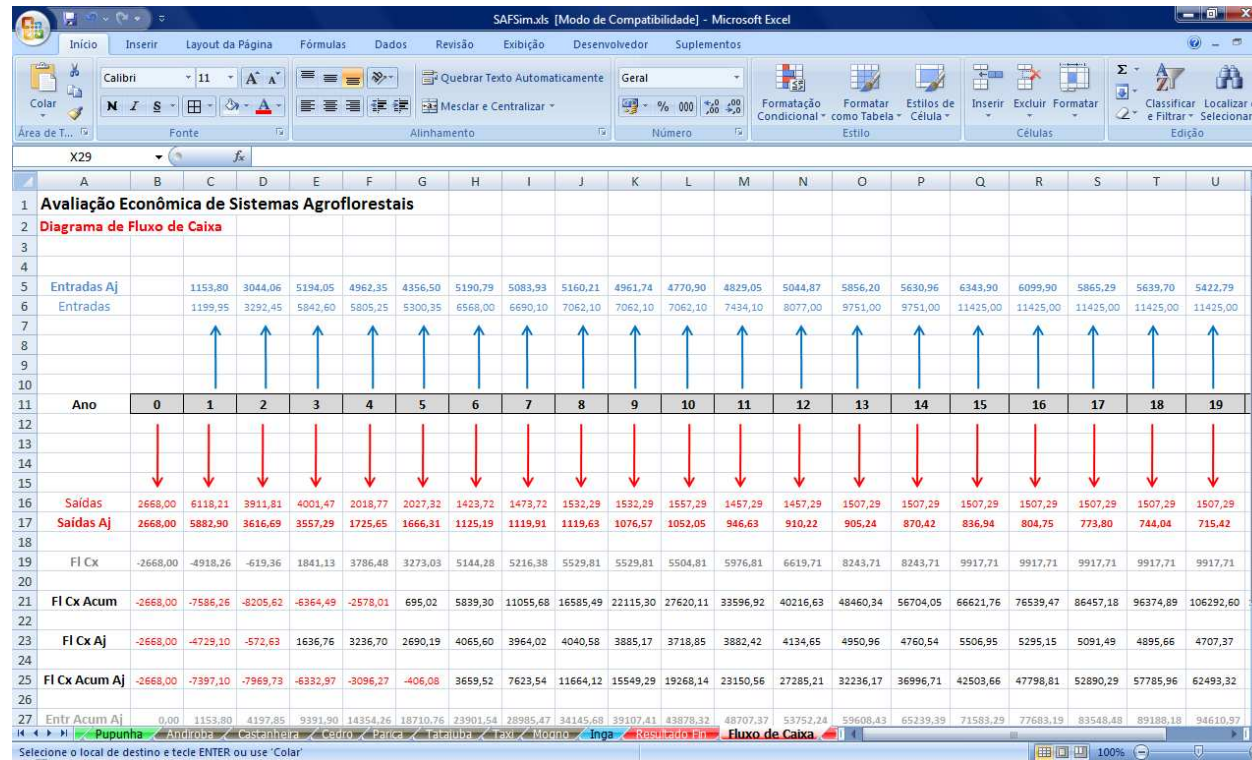 SAFSim.xls [Modo de Compatibilidade] - Microsoft Excel
Início Inserir Layout da Página Fórmulas Dados Revisão Exibição Desenvolvedor Suplementos
Colar Calibri 11 A A Quebrar Texto Automaticamente Geral Formatação Condicional Formatar como Tabela Estilos de Célula Inserir Excluir Formatar Σ Classificar e Filtrar Localizar Selecionar
N I S A Mesclar e Centralizar % 000
Área de T... Fonte Alinhamento Número Estilo Células Edição
X29 fx
A B C D E F G H I J K L M N O P Q R S T U
1 Avaliação Econômica de Sistemas Agroflorestais
2 Diagrama de Fluxo de Caixa
3
4
5 Entradas Aj 1153,80 3044,06 5194,05 4962,35 4356,50 5190,79 5083,93 5160,21 4961,74 4770,90 4829,05 5044,87 5856,20 5630,96 6343,90 6099,90 5865,29 5639,70 5422,79
6 Entradas 1199,95 3292,45 5842,60 5805,25 5300,35 6568,00 6690,10 7062,10 7062,10 7062,10 7434,10 8077,00 9751,00 9751,00 11425,00 11425,00 11425,00 11425,00 11425,00
7
8
9
10
11 Ano 0 1 2 3 4 5 6 7 8 9 10 11 12 13 14 15 16 17 18 19
12
13
14
15
16 Saídas 2668,00 6118,21 3911,81 4001,47 2018,77 2027,32 1423,72 1473,72 1532,29 1532,29 1557,29 1457,29 1457,29 1507,29 1507,29 1507,29 1507,29 1507,29 1507,29 1507,29
17 Saídas Aj 2668,00 5882,90 3616,69 3557,29 1725,65 1666,31 1125,19 1119,91 1119,63 1076,57 1052,05 946,63 910,22 905,24 870,42 836,94 804,75 773,80 744,04 715,42
18
19 Fl Cx -2668,00 -4918,26 -619,36 1841,13 3786,48 3273,03 5144,28 5216,38 5529,81 5529,81 5504,81 5976,81 6619,71 8243,71 8243,71 9917,71 9917,71 9917,71 9917,71 9917,71
20
21 Fl Cx Acum -2668,00 -7586,26 -8205,62 -6364,49 -2578,01 695,02 5839,30 11055,68 16585,49 22115,30 27620,11 33596,92 40216,63 48460,34 56704,05 66621,76 76539,47 86457,18 96374,89 106292,60
22
23 Fl Cx Aj -2668,00 -4729,10 -572,63 1636,76 3236,70 2690,19 4065,60 3964,02 4040,58 3885,17 3718,85 3882,42 4134,65 4950,96 4760,54 5506,95 5295,15 5091,49 4895,66 4707,37
24
25 Fl Cx Acum Aj -2668,00 -7397,10 -7969,73 -6332,97 -3096,27 -406,08 3659,52 7623,54 11664,12 15549,29 19268,14 23150,56 27285,21 32236,17 36996,71 42503,66 47798,81 52890,29 57785,96 62493,32
26
27 Entr Acum Aj 0,00 1153,80 4197,85 9391,90 14354,26 18710,76 23901,54 28985,47 34145,68 39107,41 43878,32 48707,37 53752,24 59608,43 65239,39 71583,29 77683,19 83548,48 89188,18 94610,97
Pupunha Andiroba Castanheira Cedro Parica Tataiuba Taxi Mogno Inga Resultado Fin Fluxo de Caixa
Selecione o local de destino e tecle ENTER ou use 'Colar' 100%